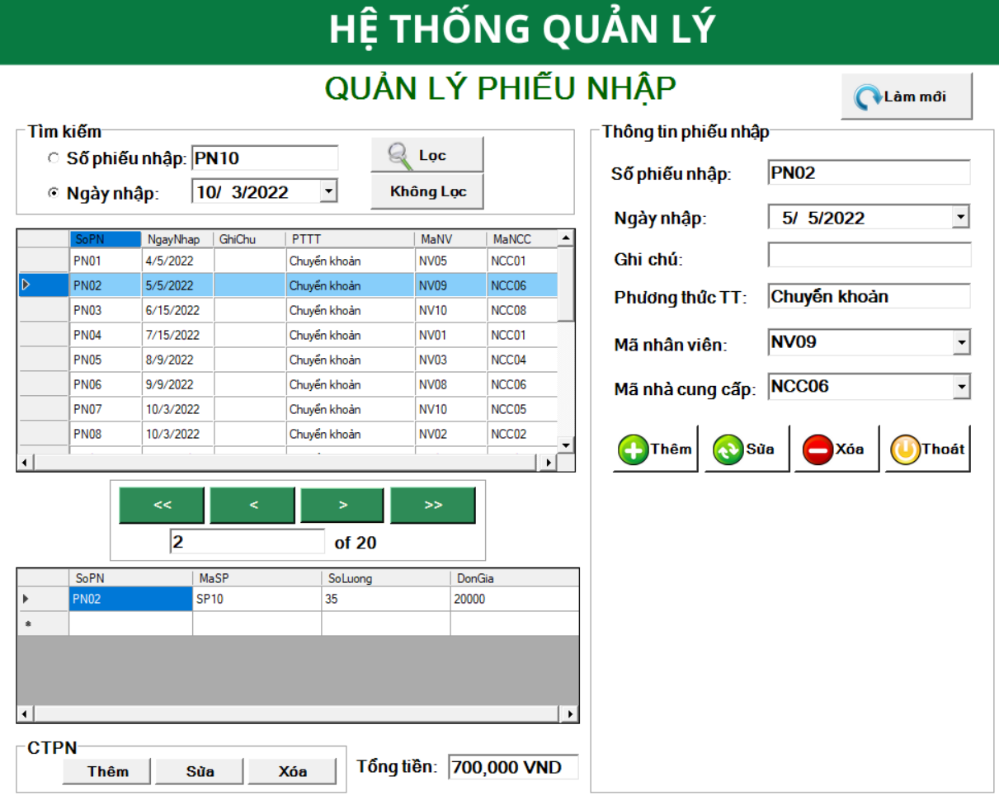 HỆ THỐNG QUẢN LÝ
QUẢN LÝ PHIẾU NHẬP
Làm mới
Tìm kiếm
Số phiếu nhập: PN10
Lọc
Ngày nhập: 10/ 3/2022
Không Lọc
SoPN NgayNhap GhiChu PTTT MaNV MaNCC
PN01 4/5/2022 Chuyển khoản NV05 NCC01
PN02 5/5/2022 Chuyển khoản NV09 NCC06
PN03 6/15/2022 Chuyển khoản NV10 NCC08
PN04 7/15/2022 Chuyển khoản NV01 NCC01
PN05 8/9/2022 Chuyển khoản NV03 NCC04
PN06 9/9/2022 Chuyển khoản NV08 NCC06
PN07 10/3/2022 Chuyển khoản NV10 NCC05
PN08 10/3/2022 Chuyển khoản NV02 NCC02
<< < > >>
2 of 20
SoPN MaSP SoLuong DonGia
PN02 SP10 35 20000
*
CTPN
Thêm Sửa Xóa
Tổng tiền: 700,000 VND
Thông tin phiếu nhập
Số phiếu nhập: PN02
Ngày nhập: 5/ 5/2022
Ghi chú:
Phương thức TT: Chuyển khoản
Mã nhân viên: NV09
Mã nhà cung cấp: NCC06
Thêm Sửa Xóa Thoát